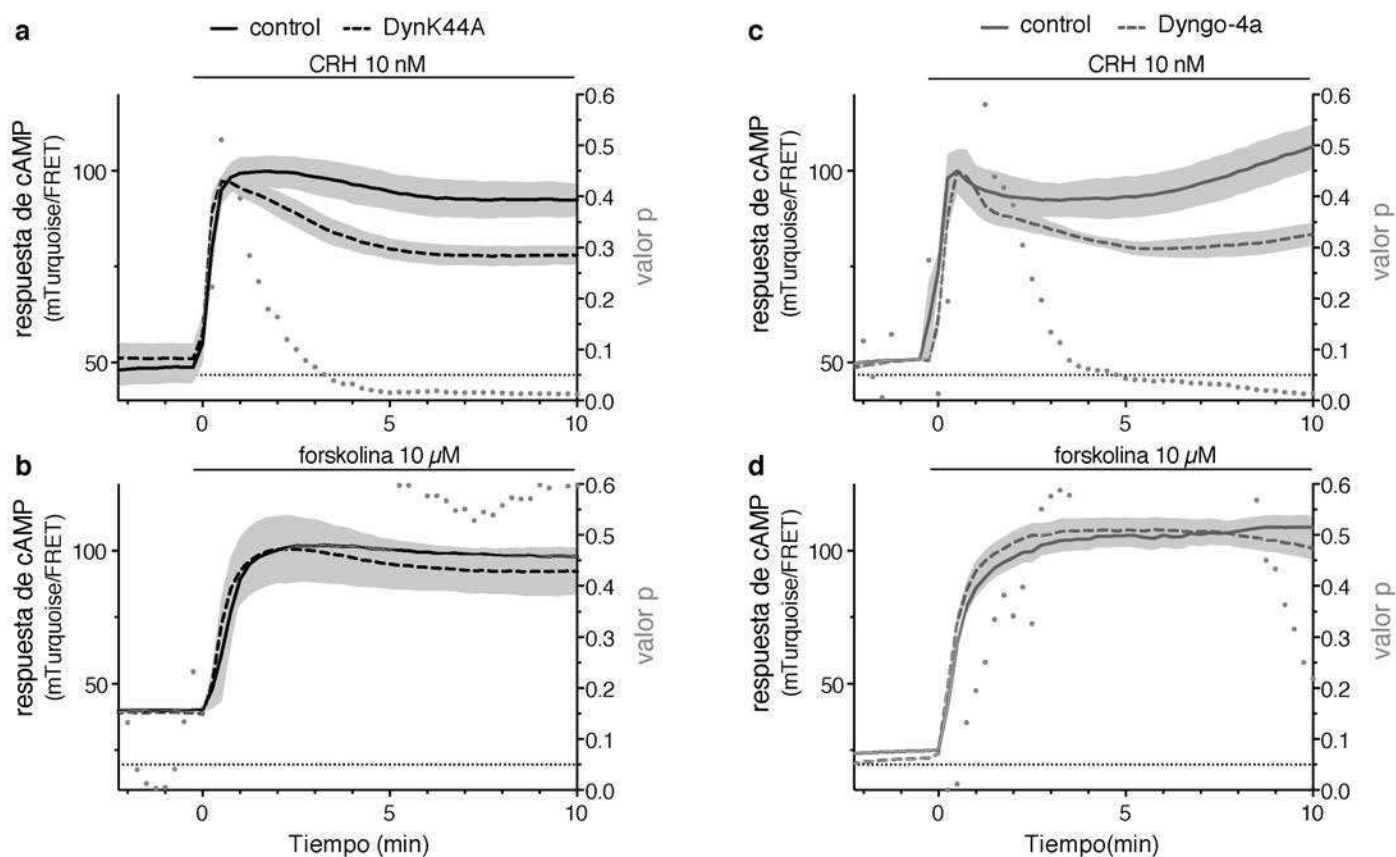 a
control DynK44A
CRH 10 nM
respuesta de cAMP
(mTurquoise/FRET)
100
50
0.6
0.5
0.4
0.3
0.2
0.1
0.0
valor p
0 5 10
c
control Dyngo-4a
CRH 10 nM
respuesta de cAMP
(mTurquoise/FRET)
100
50
0.6
0.5
0.4
0.3
0.2
0.1
0.0
valor p
0 5 10
b
forskolina 10 µM
respuesta de cAMP
(mTurquoise/FRET)
100
50
0.6
0.5
0.4
0.3
0.2
0.1
0.0
valor p
0 5 10
Tiempo (min)
d
forskolina 10 µM
respuesta de cAMP
(mTurquoise/FRET)
100
50
0.6
0.5
0.4
0.3
0.2
0.1
0.0
valor p
0 5 10
Tiempo(min)